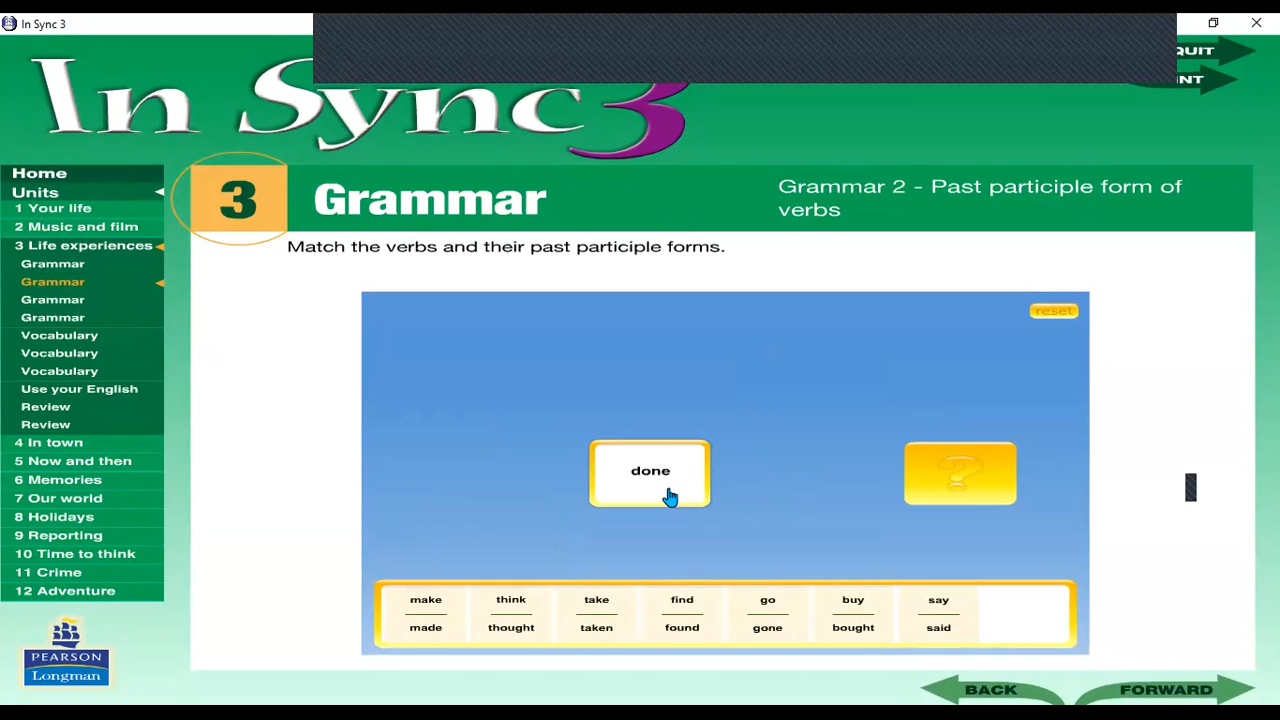 In Sync 3
QUIT
NT
In Sync 3
Home
Units
1 Your life
2 Music and film
3 Life experiences
Grammar
Grammar
Grammar
Grammar
Vocabulary
Vocabulary
Vocabulary
Use your English
Review
Review
4 In town
5 Now and then
6 Memories
7 Our world
8 Holidays
9 Reporting
10 Time to think
11 Crime
12 Adventure
PEARSON
Longman
3
Grammar
Grammar 2 - Past participle form of
verbs
Match the verbs and their past participle forms.
reset
done
?
make think take find go buy say
made thought taken found gone bought said
BACK
FORWARD